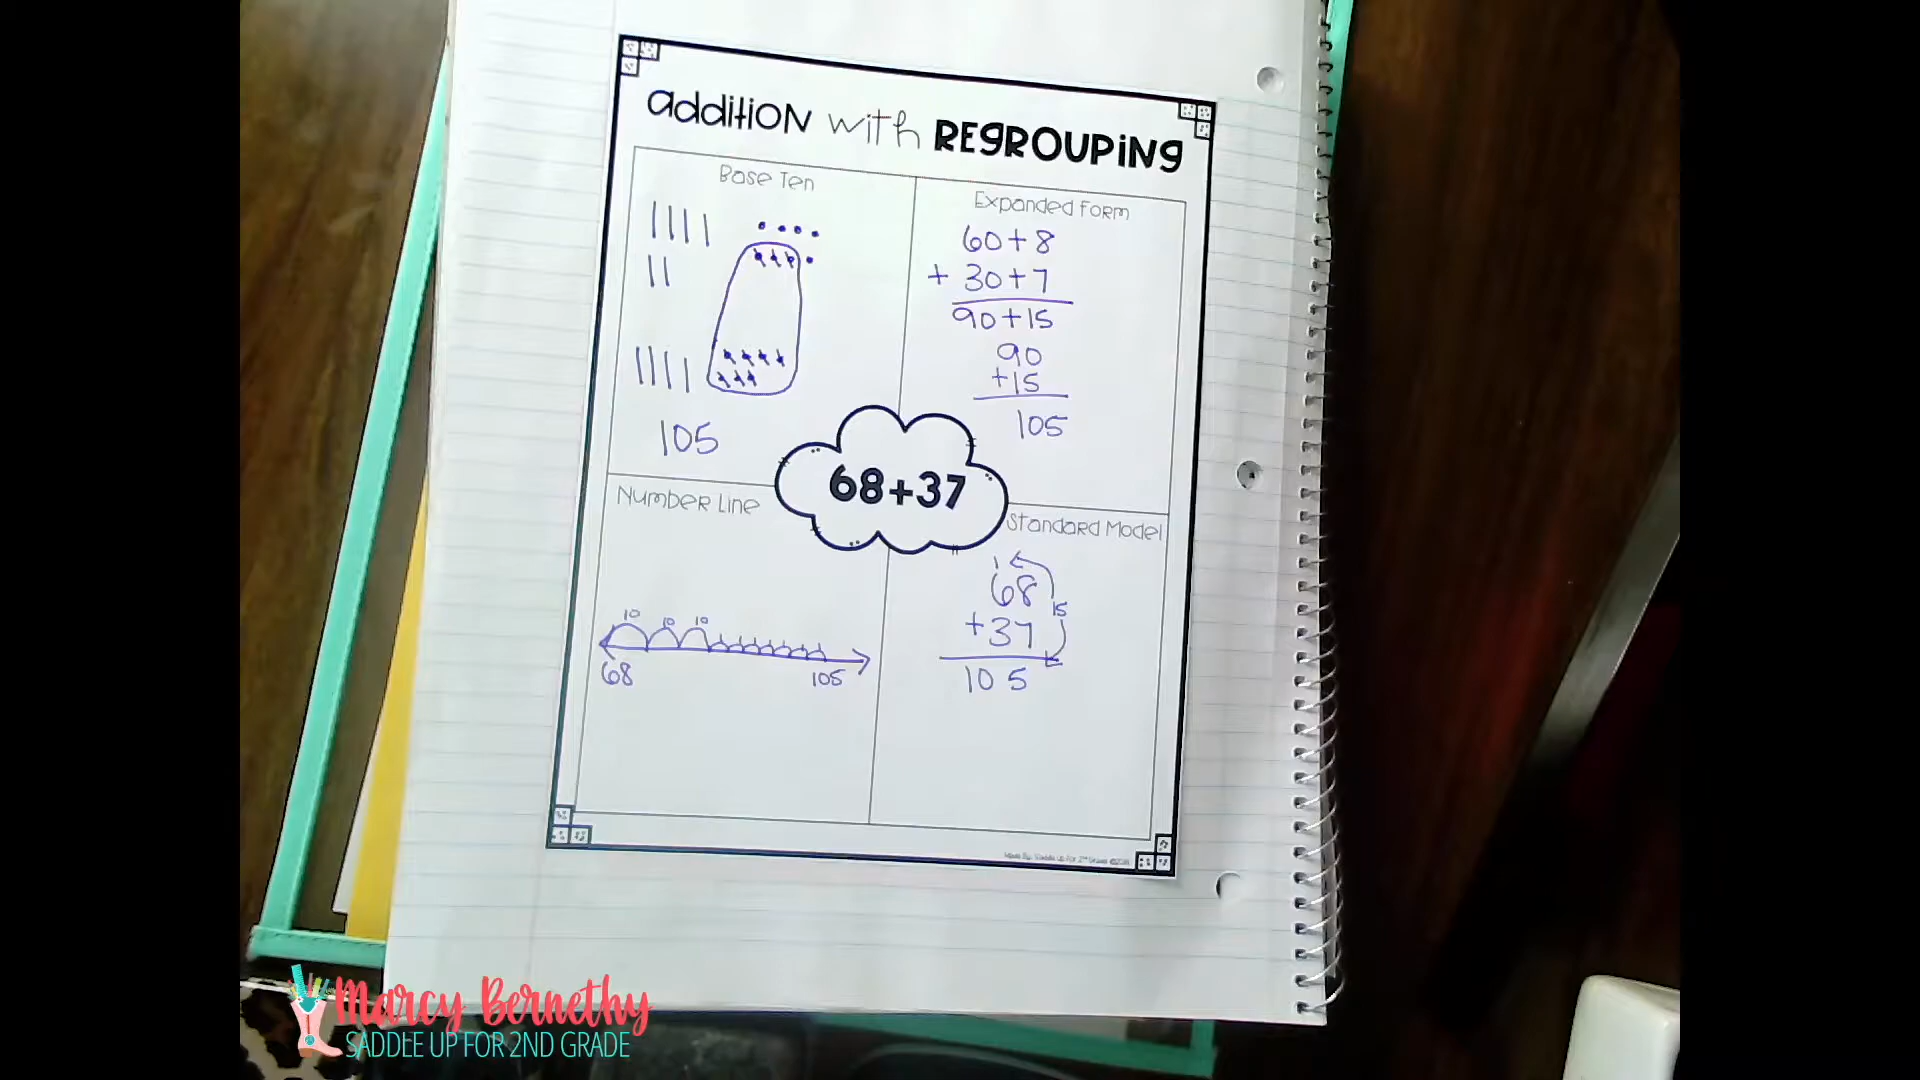 addition with REGROUPING
Base Ten
105
Expanded Form
60+8
+ 30+7
90+15
90
+15
105
68+37
Number Line
10 10 10
68 105
Standard Model
1
68
15
+37
105
Marcy Bernethy
SADDLE UP FOR 2ND GRADE